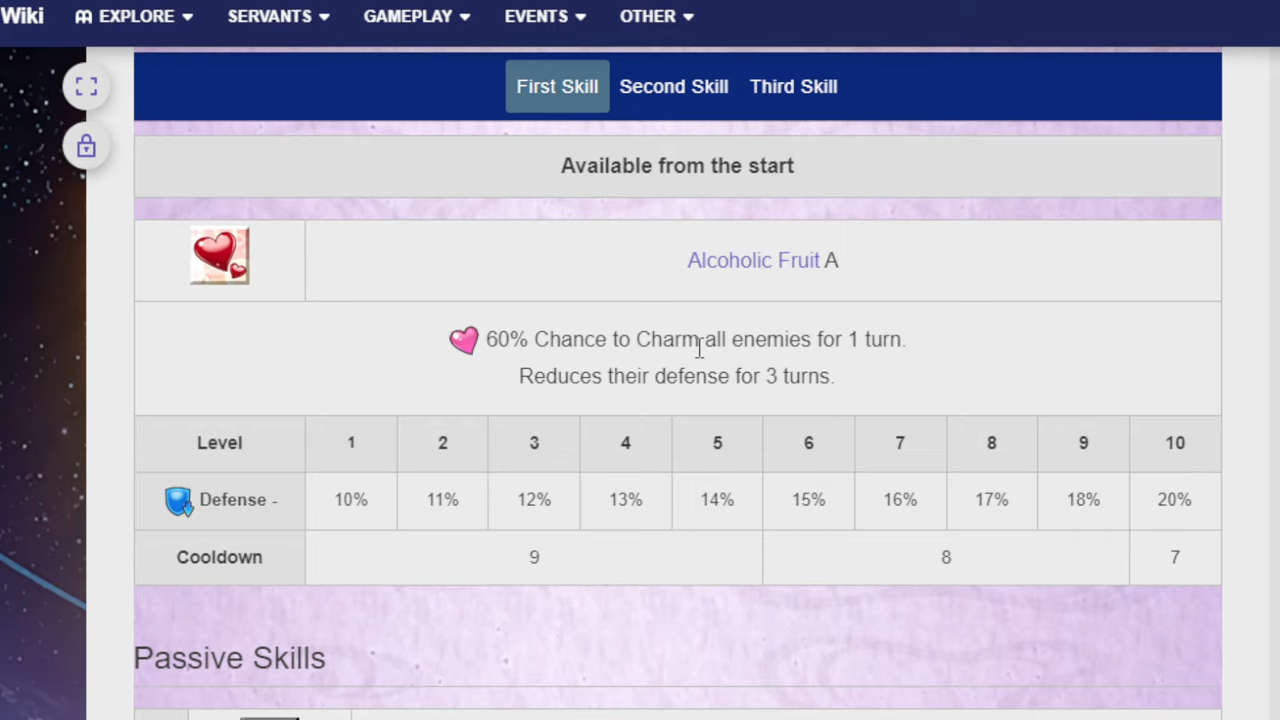 Wiki EXPLORE SERVANTS GAMEPLAY EVENTS OTHER
First Skill Second Skill Third Skill
Available from the start
Alcoholic Fruit A
60% Chance to Charm all enemies for 1 turn.
Reduces their defense for 3 turns.
Level 1 2 3 4 5 6 7 8 9 10
Defense - 10% 11% 12% 13% 14% 15% 16% 17% 18% 20%
Cooldown 9 8 7
Passive Skills